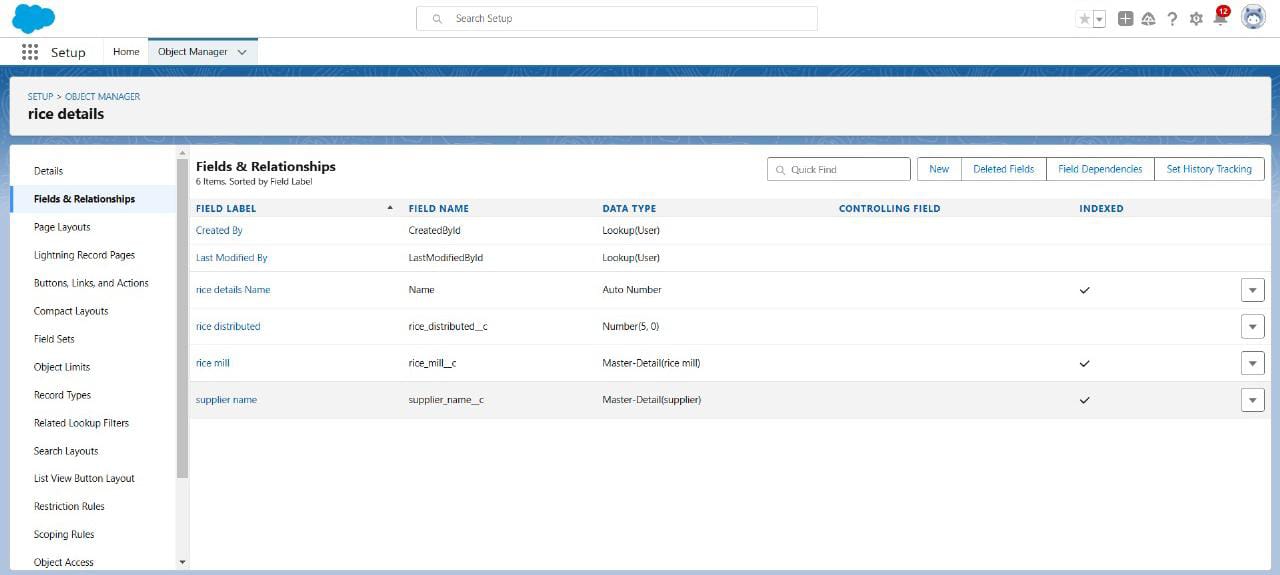 Search Setup
12
Setup
Home
Object Manager
SETUP > OBJECT MANAGER
rice details
Details
Fields & Relationships
Page Layouts
Lightning Record Pages
Buttons, Links, and Actions
Compact Layouts
Field Sets
Object Limits
Record Types
Related Lookup Filters
Search Layouts
List View Button Layout
Restriction Rules
Scoping Rules
Object Access
Fields & Relationships
6 Items. Sorted by Field Label
Quick Find
New
Deleted Fields
Field Dependencies
Set History Tracking
FIELD LABEL FIELD NAME DATA TYPE CONTROLLING FIELD INDEXED
Created By CreatedById Lookup(User)
Last Modified By LastModifiedById Lookup(User)
rice details Name Name Auto Number
rice distributed rice_distributed__c Number(5, 0)
rice mill rice_mill__c Master-Detail(rice mill)
supplier name supplier_name__c Master-Detail(supplier)